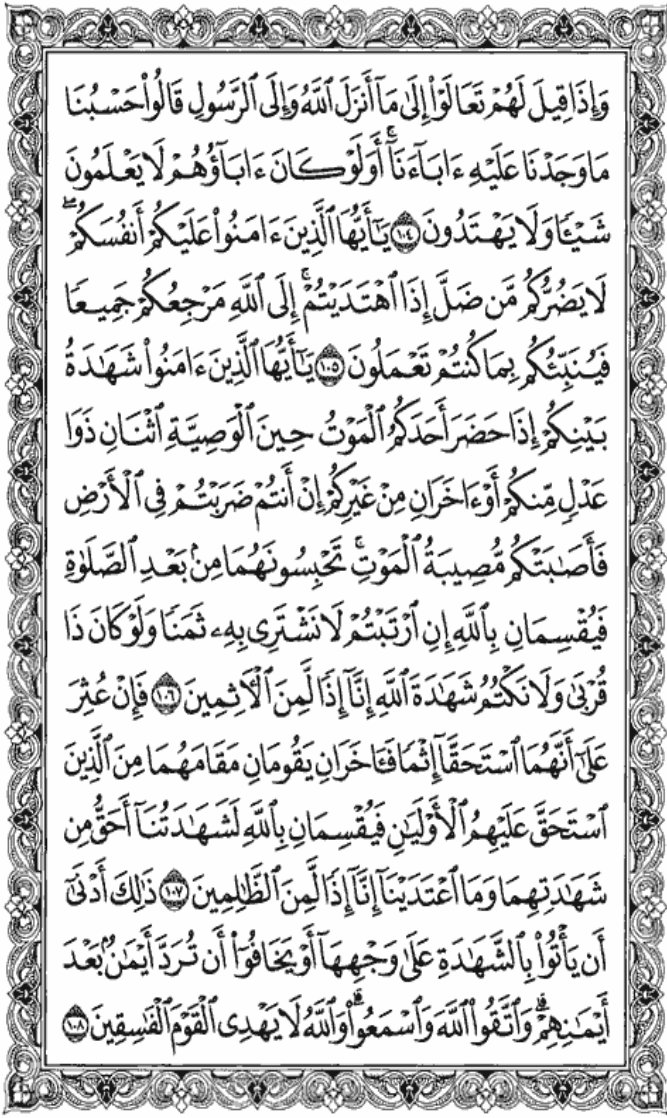 وَإِذَا قِيلَ لَهُمْ تَعَالَوْا۟ إِلَىٰ مَآ أَنزَلَ ٱللَّهُ وَإِلَى ٱلرَّسُولِ قَالُوا۟ حَسْبُنَا
مَا وَجَدْنَا عَلَيْهِ ءَابَآءَنَآ ۚ أَوَلَوْ كَانَ ءَابَآؤُهُمْ لَا يَعْلَمُونَ
شَيْـًٔا وَلَا يَهْتَدُونَ ١٠٤ يَـٰٓأَيُّهَا ٱلَّذِينَ ءَامَنُوا۟ عَلَيْكُمْ أَنفُسَكُمْ ۖ
لَا يَضُرُّكُم مَّن ضَلَّ إِذَا ٱهْتَدَيْتُمْ ۚ إِلَى ٱللَّهِ مَرْجِعُكُمْ جَمِيعًا
فَيُنَبِّئُكُم بِمَا كُنتُمْ تَعْمَلُونَ ١٠٥ يَـٰٓأَيُّهَا ٱلَّذِينَ ءَامَنُوا۟ شَهَـٰدَةُ
بَيْنِكُمْ إِذَا حَضَرَ أَحَدَكُمُ ٱلْمَوْتُ حِينَ ٱلْوَصِيَّةِ ٱثْنَانِ ذَوَا
عَدْلٍ مِّنكُمْ أَوْ ءَاخَرَانِ مِنْ غَيْرِكُمْ إِنْ أَنتُمْ ضَرَبْتُمْ فِى ٱلْأَرْضِ
فَأَصَـٰبَتْكُم مُّصِيبَةُ ٱلْمَوْتِ ۚ تَحْبِسُونَهُمَا مِنۢ بَعْدِ ٱلصَّلَوٰةِ
فَيُقْسِمَانِ بِٱللَّهِ إِنِ ٱرْتَبْتُمْ لَا نَشْتَرِى بِهِۦ ثَمَنًا وَلَوْ كَانَ ذَا
قُرْبَىٰ ۙ وَلَا نَكْتُمُ شَهَـٰدَةَ ٱللَّهِ إِنَّآ إِذًا لَّمِنَ ٱلْـَٔاثِمِينَ ١٠٦ فَإِنْ عُثِرَ
عَلَىٰٓ أَنَّهُمَا ٱسْتَحَقَّآ إِثْمًا فَـَٔاخَرَانِ يَقُومَانِ مَقَامَهُمَا مِنَ ٱلَّذِينَ
ٱسْتَحَقَّ عَلَيْهِمُ ٱلْأَوْلَيَـٰنِ فَيُقْسِمَانِ بِٱللَّهِ لَشَهَـٰدَتُنَآ أَحَقُّ مِن
شَهَـٰدَتِهِمَا وَمَا ٱعْتَدَيْنَآ إِنَّآ إِذًا لَّمِنَ ٱلظَّـٰلِمِينَ ١٠٧ ذَٰلِكَ أَدْنَىٰٓ
أَن يَأْتُوا۟ بِٱلشَّهَـٰدَةِ عَلَىٰ وَجْهِهَآ أَوْ يَخَافُوٓا۟ أَن تُرَدَّ أَيْمَـٰنٌۢ بَعْدَ
أَيْمَـٰنِهِمْ ۗ وَٱتَّقُوا۟ ٱللَّهَ وَٱسْمَعُوا۟ ۗ وَٱللَّهُ لَا يَهْدِى ٱلْقَوْمَ ٱلْفَـٰسِقِينَ ١٠٨